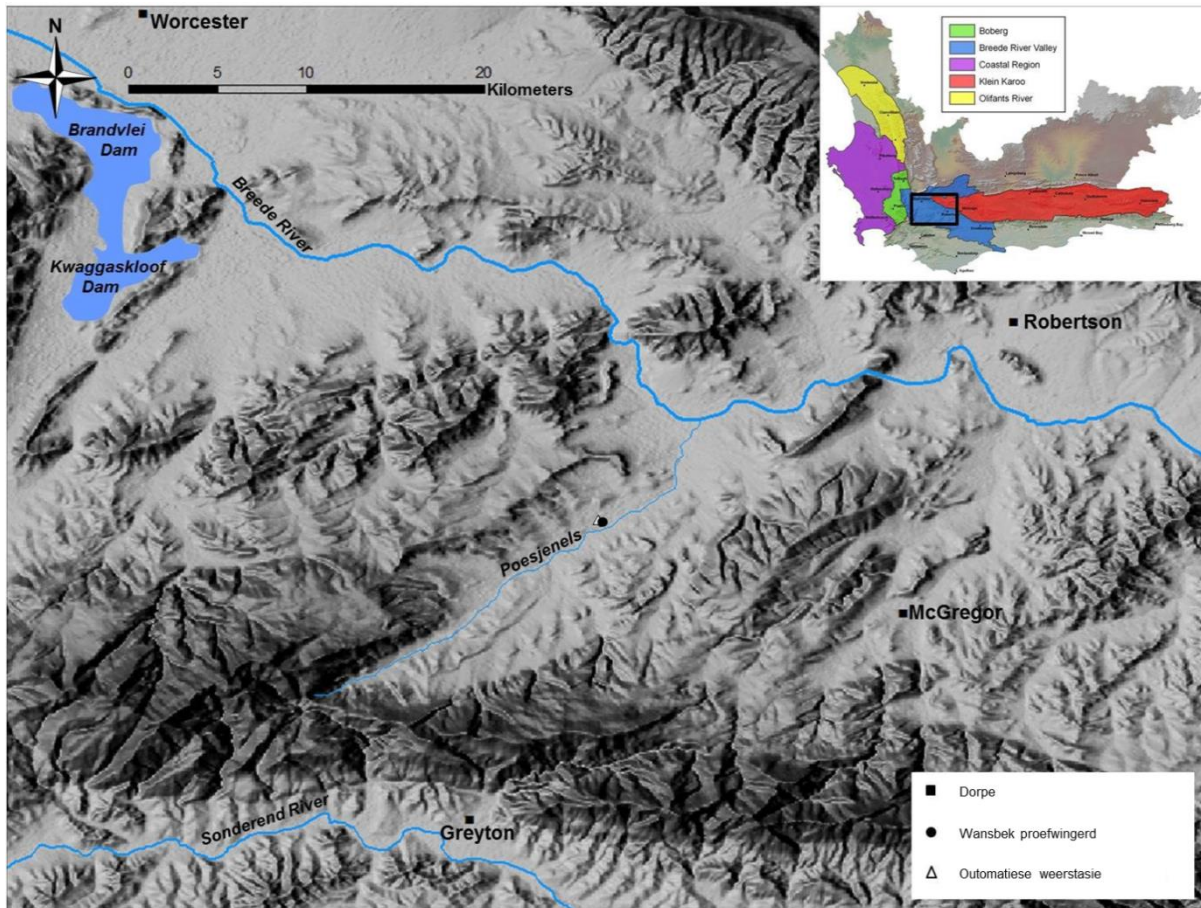 Worcester
N
0 5 10 20
Kilometers
Brandvlei
Dam
Breede River
Kwaggaskloof
Dam
Robertson
Poesjenels
McGregor
Sonderend River
Greyton
Boberg
Breede River Valley
Coastal Region
Klein Karoo
Olifants River
Dorpe
Wansbek proefwingerd
Outomatiese weerstasie